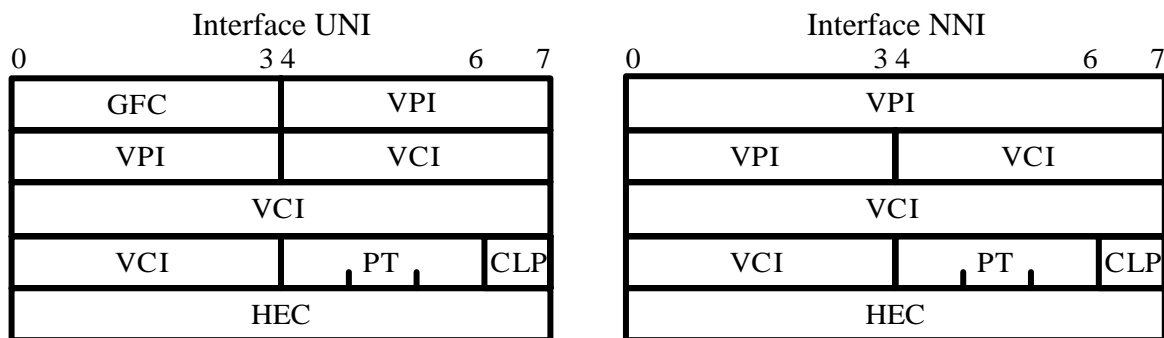 Interface UNI
0 3 4 6 7
GFC VPI
VPI VCI
VCI
VCI PT CLP
HEC
Interface NNI
0 3 4 6 7
VPI
VPI VCI
VCI
VCI PT CLP
HEC